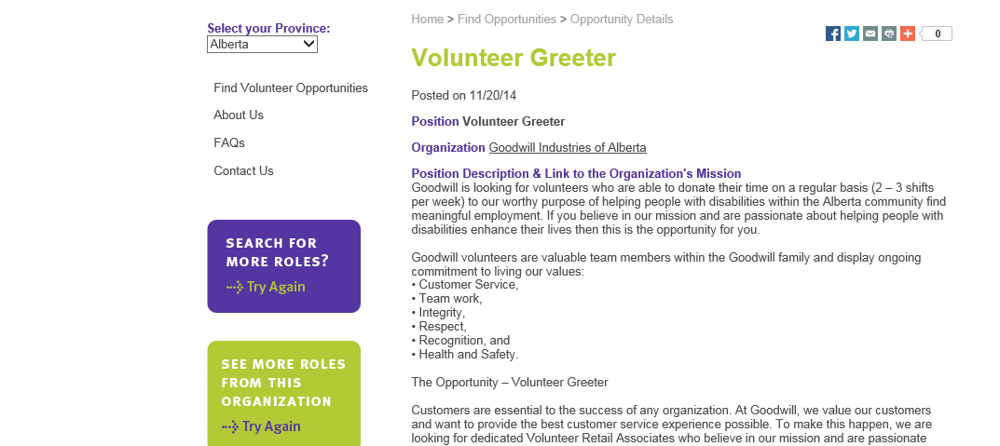 Select your Province:
Alberta
Find Volunteer Opportunities
About Us
FAQs
Contact Us
SEARCH FOR
MORE ROLES?
Try Again
SEE MORE ROLES
FROM THIS
ORGANIZATION
Try Again
Home > Find Opportunities > Opportunity Details
0
Volunteer Greeter
Posted on 11/20/14
Position Volunteer Greeter
Organization Goodwill Industries of Alberta
Position Description & Link to the Organization's Mission
Goodwill is looking for volunteers who are able to donate their time on a regular basis (2 – 3 shifts
per week) to our worthy purpose of helping people with disabilities within the Alberta community find
meaningful employment. If you believe in our mission and are passionate about helping people with
disabilities enhance their lives then this is the opportunity for you.
Goodwill volunteers are valuable team members within the Goodwill family and display ongoing
commitment to living our values:
• Customer Service,
• Team work,
• Integrity,
• Respect,
• Recognition, and
• Health and Safety.
The Opportunity – Volunteer Greeter
Customers are essential to the success of any organization. At Goodwill, we value our customers
and want to provide the best customer service experience possible. To make this happen, we are
looking for dedicated Volunteer Retail Associates who believe in our mission and are passionate